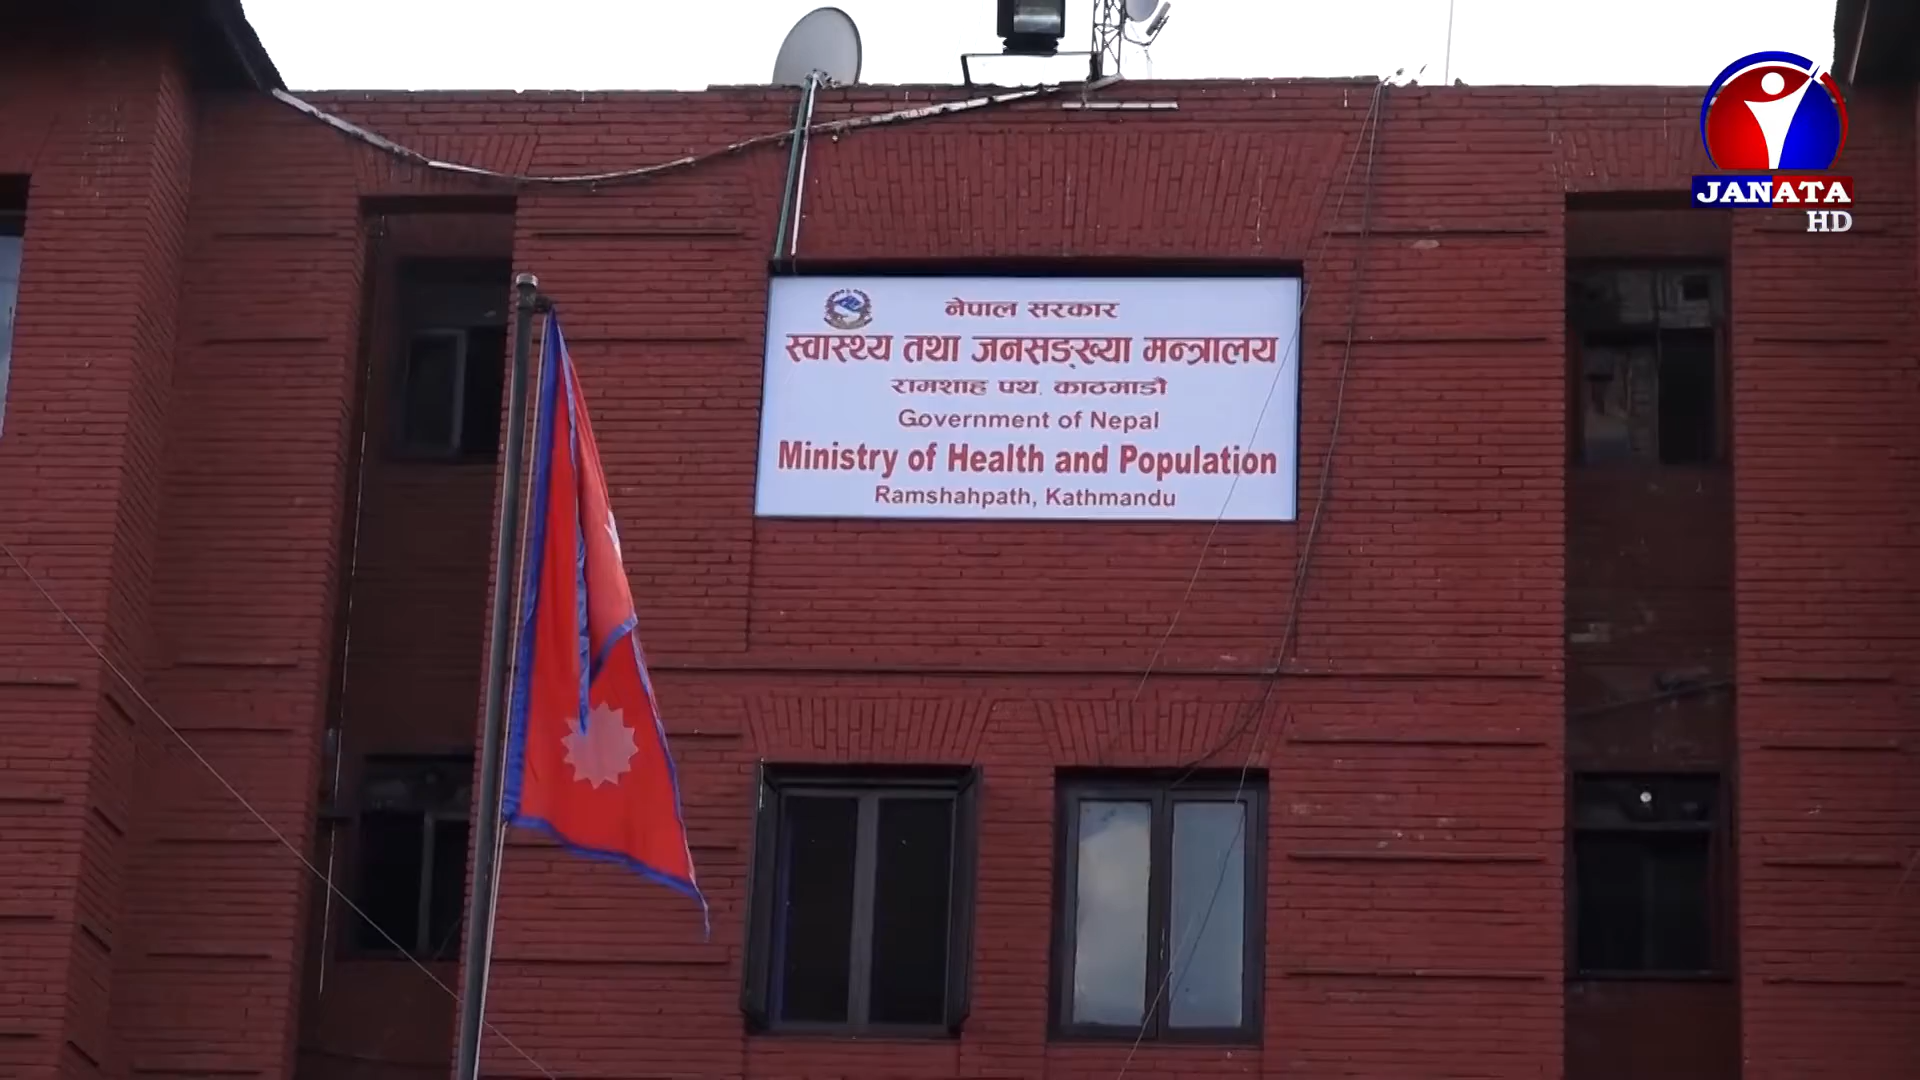 नेपाल सरकार
स्वास्थ्य तथा जनसङ्ख्या मन्त्रालय
रामशाह पथ, काठमाडौं
Government of Nepal
Ministry of Health and Population
Ramshahpath, Kathmandu
JANATA
HD